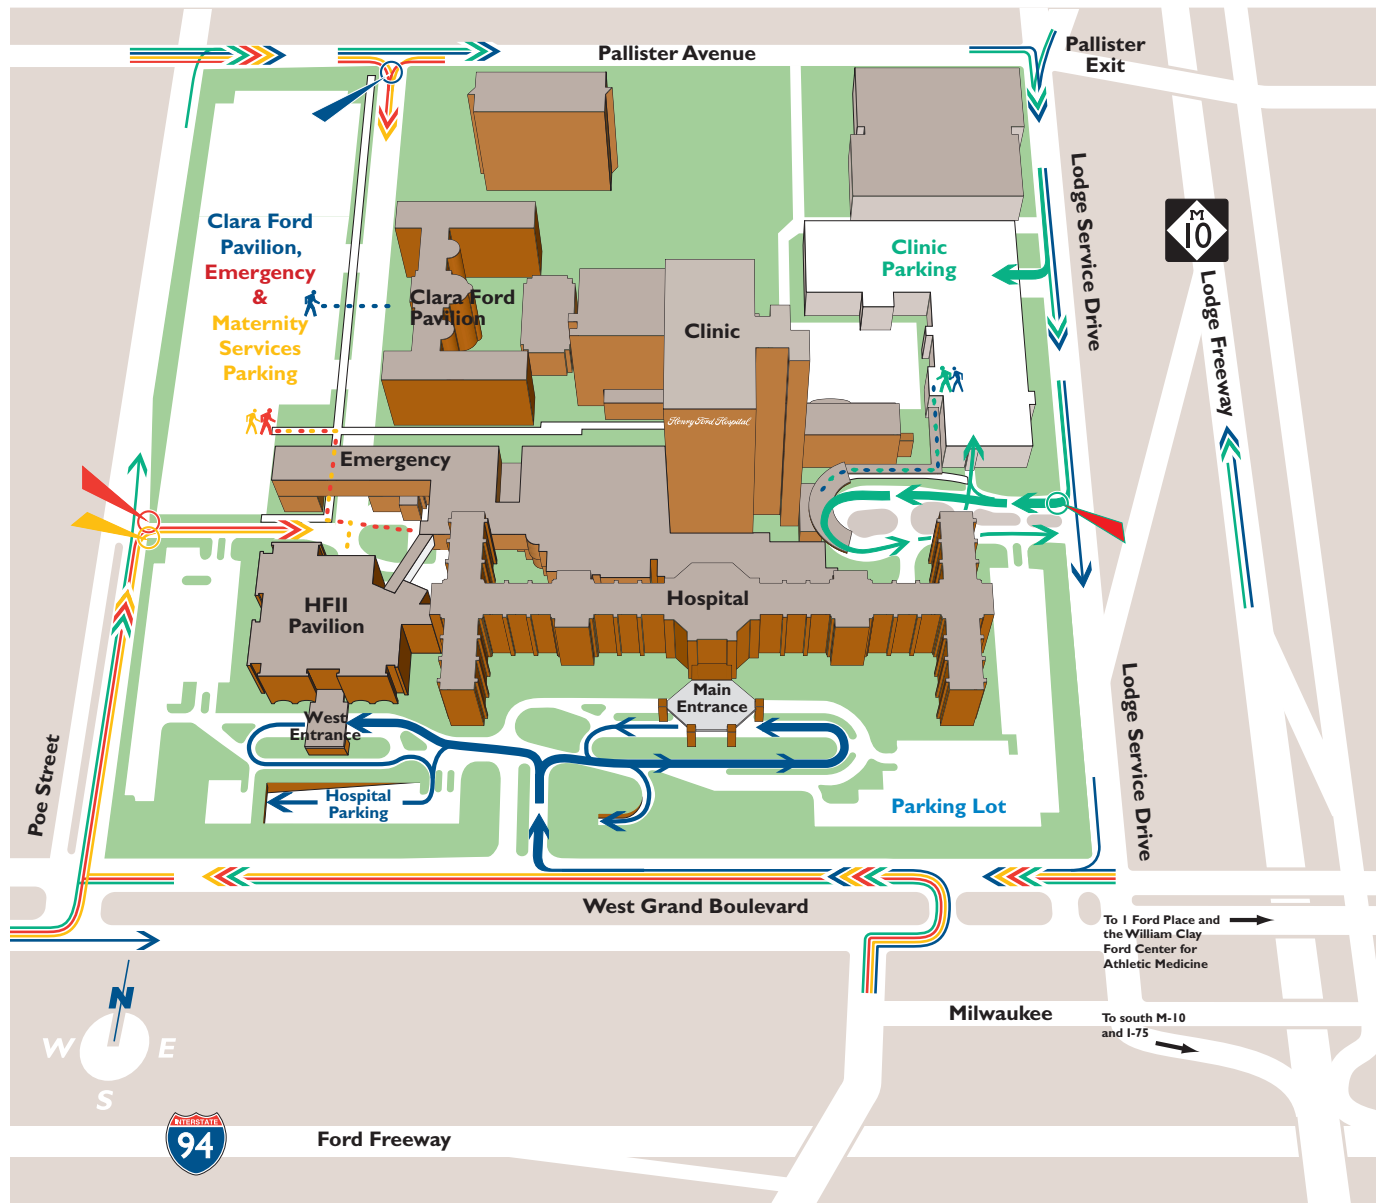 Pallister Avenue
Pallister
Exit
Lodge Service Drive
M
10
Lodge Freeway
Clara Ford
Pavilion,
Emergency
&
Maternity
Services
Parking
Clara Ford
Pavilion
Clinic
Clinic
Parking
Henry Ford Hospital
Emergency
HFII
Pavilion
Hospital
Main
Entrance
West
Entrance
Hospital
Parking
Parking Lot
Lodge Service Drive
Poe Street
West Grand Boulevard
To 1 Ford Place and
the William Clay
Ford Center for
Athletic Medicine
Milwaukee
To south M-10
and I-75
N
W
E
S
INTERSTATE
94
Ford Freeway